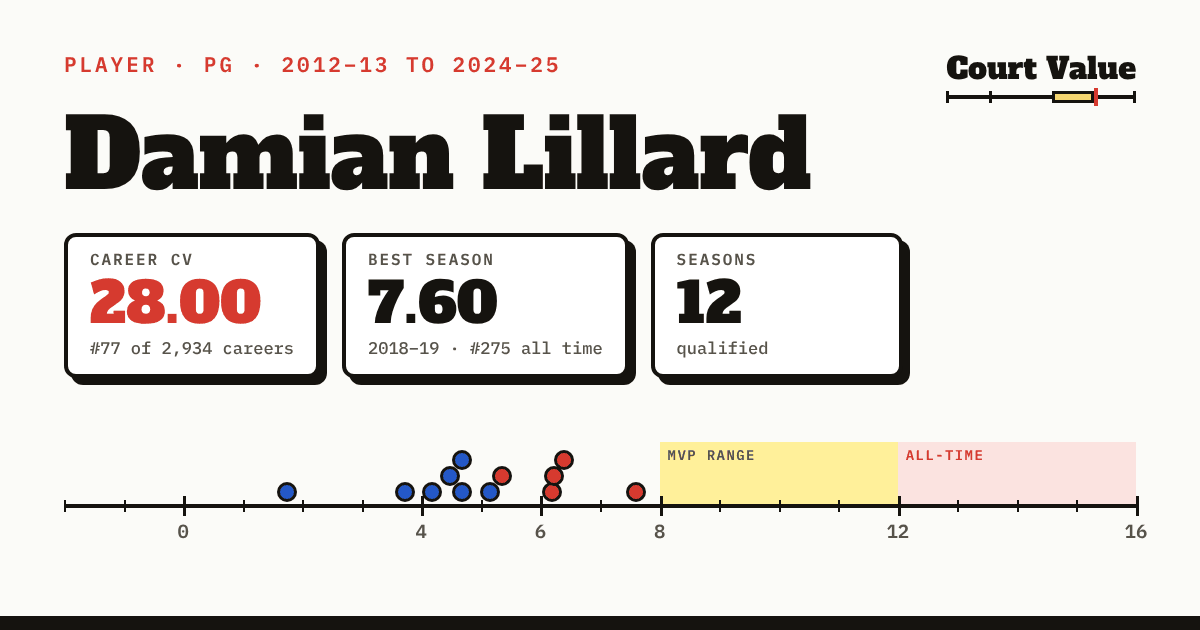 PLAYER · PG · 2012–13 TO 2024–25
Court Value
Damian Lillard
CAREER CV
28.00
#77 of 2,934 careers
BEST SEASON
7.60
2018–19 · #275 all time
SEASONS
12
qualified
MVP RANGE
ALL-TIME
0 4 6 8 12 16